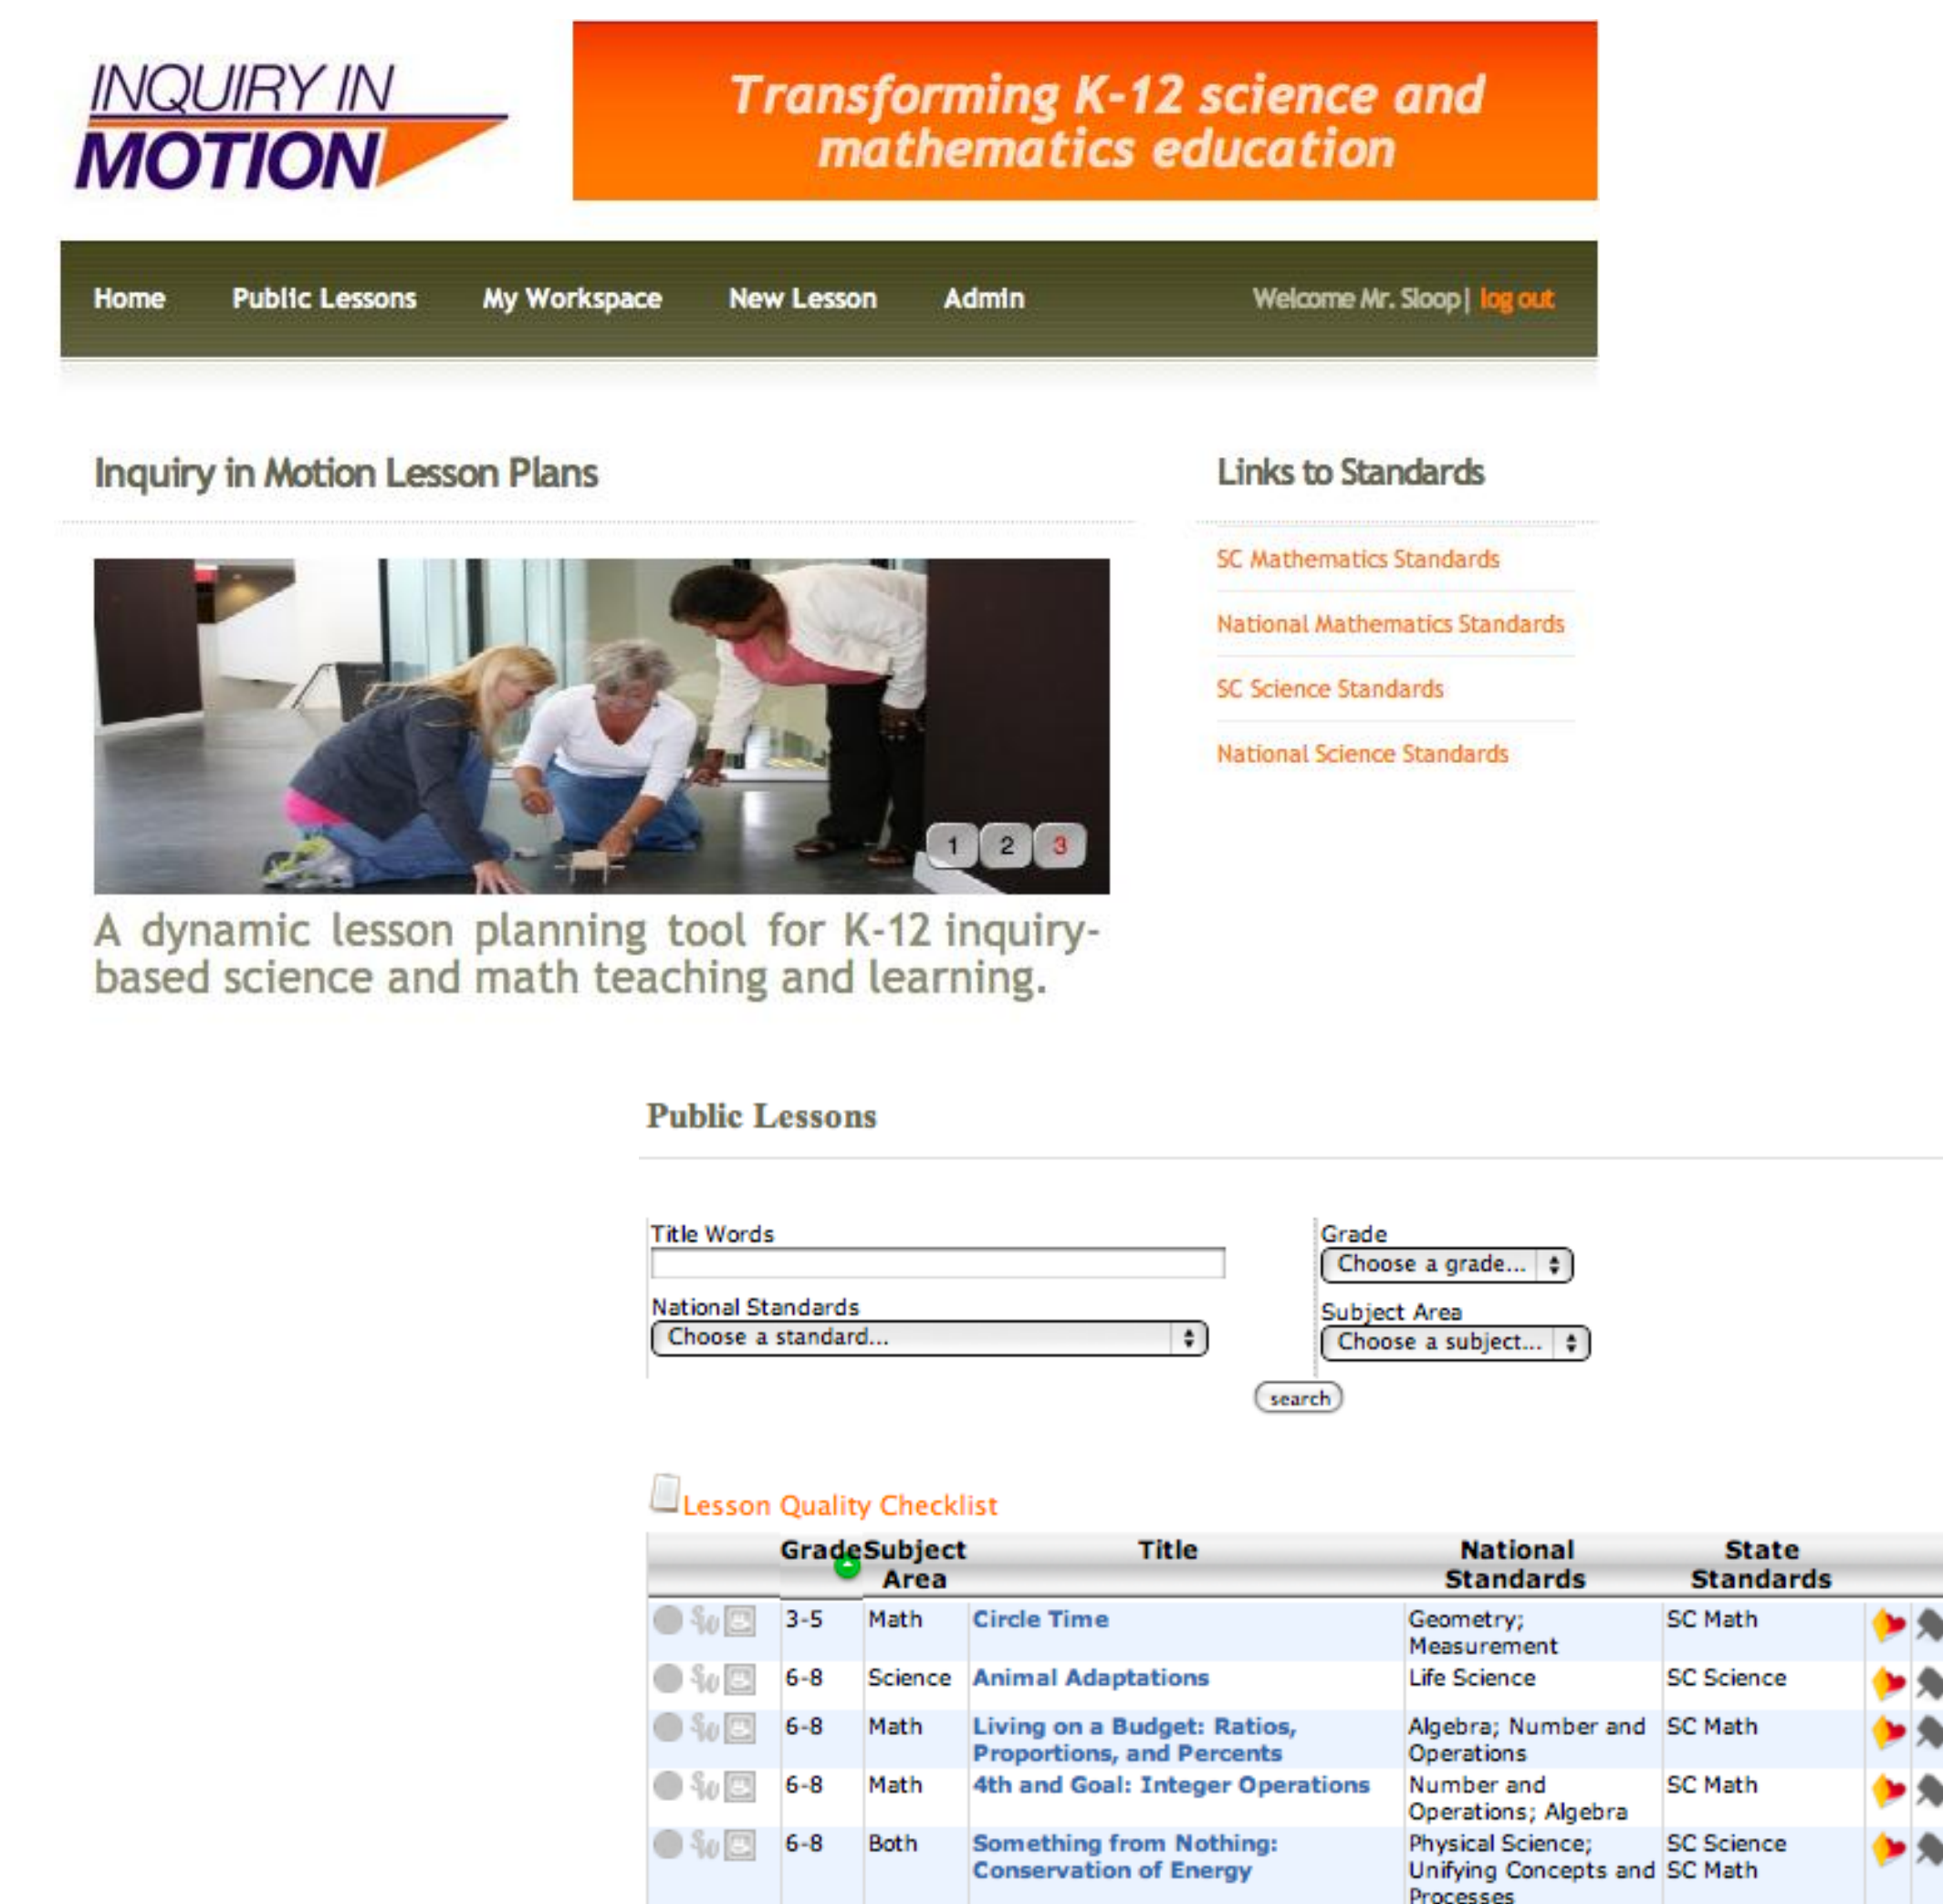 INQUIRY IN
MOTION
Transforming K-12 science and
mathematics education
Home Public Lessons My Workspace New Lesson Admin Welcome Mr. Sloop| log out
Inquiry in Motion Lesson Plans
Links to Standards
SC Mathematics Standards
National Mathematics Standards
SC Science Standards
National Science Standards
1 2 3
A dynamic lesson planning tool for K-12 inquiry-
based science and math teaching and learning.
Public Lessons
Title Words
Grade
Choose a grade...
National Standards
Choose a standard...
Subject Area
Choose a subject...
search
Lesson Quality Checklist
Grade Subject Title National State
Area Standards Standards
3-5 Math Circle Time Geometry; SC Math
Measurement
6-8 Science Animal Adaptations Life Science SC Science
6-8 Math Living on a Budget: Ratios, Algebra; Number and SC Math
Proportions, and Percents Operations
6-8 Math 4th and Goal: Integer Operations Number and SC Math
Operations; Algebra
6-8 Both Something from Nothing: Physical Science; SC Science
Conservation of Energy Unifying Concepts and SC Math
Processes